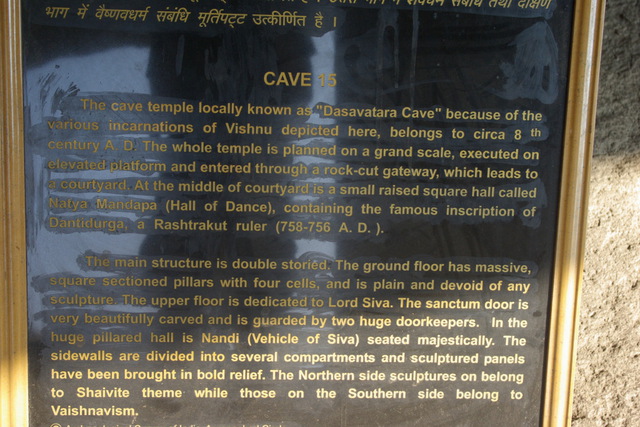 भाग में वैष्णवधर्म संबंधि मूर्तिपट्ट उत्कीर्णित है ।
CAVE 15
The cave temple locally known as "Dasavatara Cave" because of the
various incarnations of Vishnu depicted here, belongs to circa 8 th
century A. D. The whole temple is planned on a grand scale, executed on
elevated platform and entered through a rock-cut gateway, which leads to
a courtyard. At the middle of courtyard is a small raised square hall called
Natya Mandapa (Hall of Dance), containing the famous inscription of
Dantidurga, a Rashtrakut ruler (758-756 A. D. ).
The main structure is double storied. The ground floor has massive,
square sectioned pillars with four cells, and is plain and devoid of any
sculpture. The upper floor is dedicated to Lord Siva. The sanctum door is
very beautifully carved and is guarded by two huge doorkeepers. In the
huge pillared hall is Nandi (Vehicle of Siva) seated majestically. The
sidewalls are divided into several compartments and sculptured panels
have been brought in bold relief. The Northern side sculptures on belong
to Shaivite theme while those on the Southern side belong to
Vaishnavism.